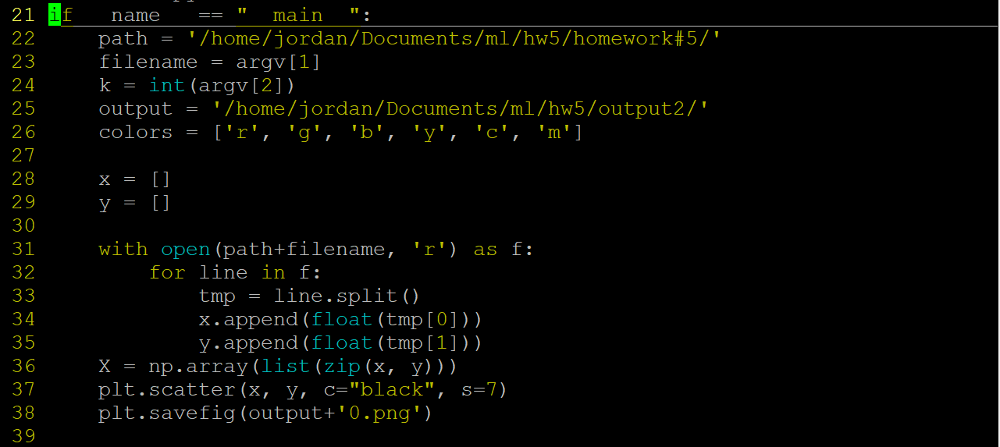 21 if __name__ == "__main__":
22     path = '/home/jordan/Documents/ml/hw5/homework#5/'
23     filename = argv[1]
24     k = int(argv[2])
25     output = '/home/jordan/Documents/ml/hw5/output2/'
26     colors = ['r', 'g', 'b', 'y', 'c', 'm']
27
28     x = []
29     y = []
30
31     with open(path+filename, 'r') as f:
32         for line in f:
33             tmp = line.split()
34             x.append(float(tmp[0]))
35             y.append(float(tmp[1]))
36     X = np.array(list(zip(x, y)))
37     plt.scatter(x, y, c="black", s=7)
38     plt.savefig(output+'0.png')
39